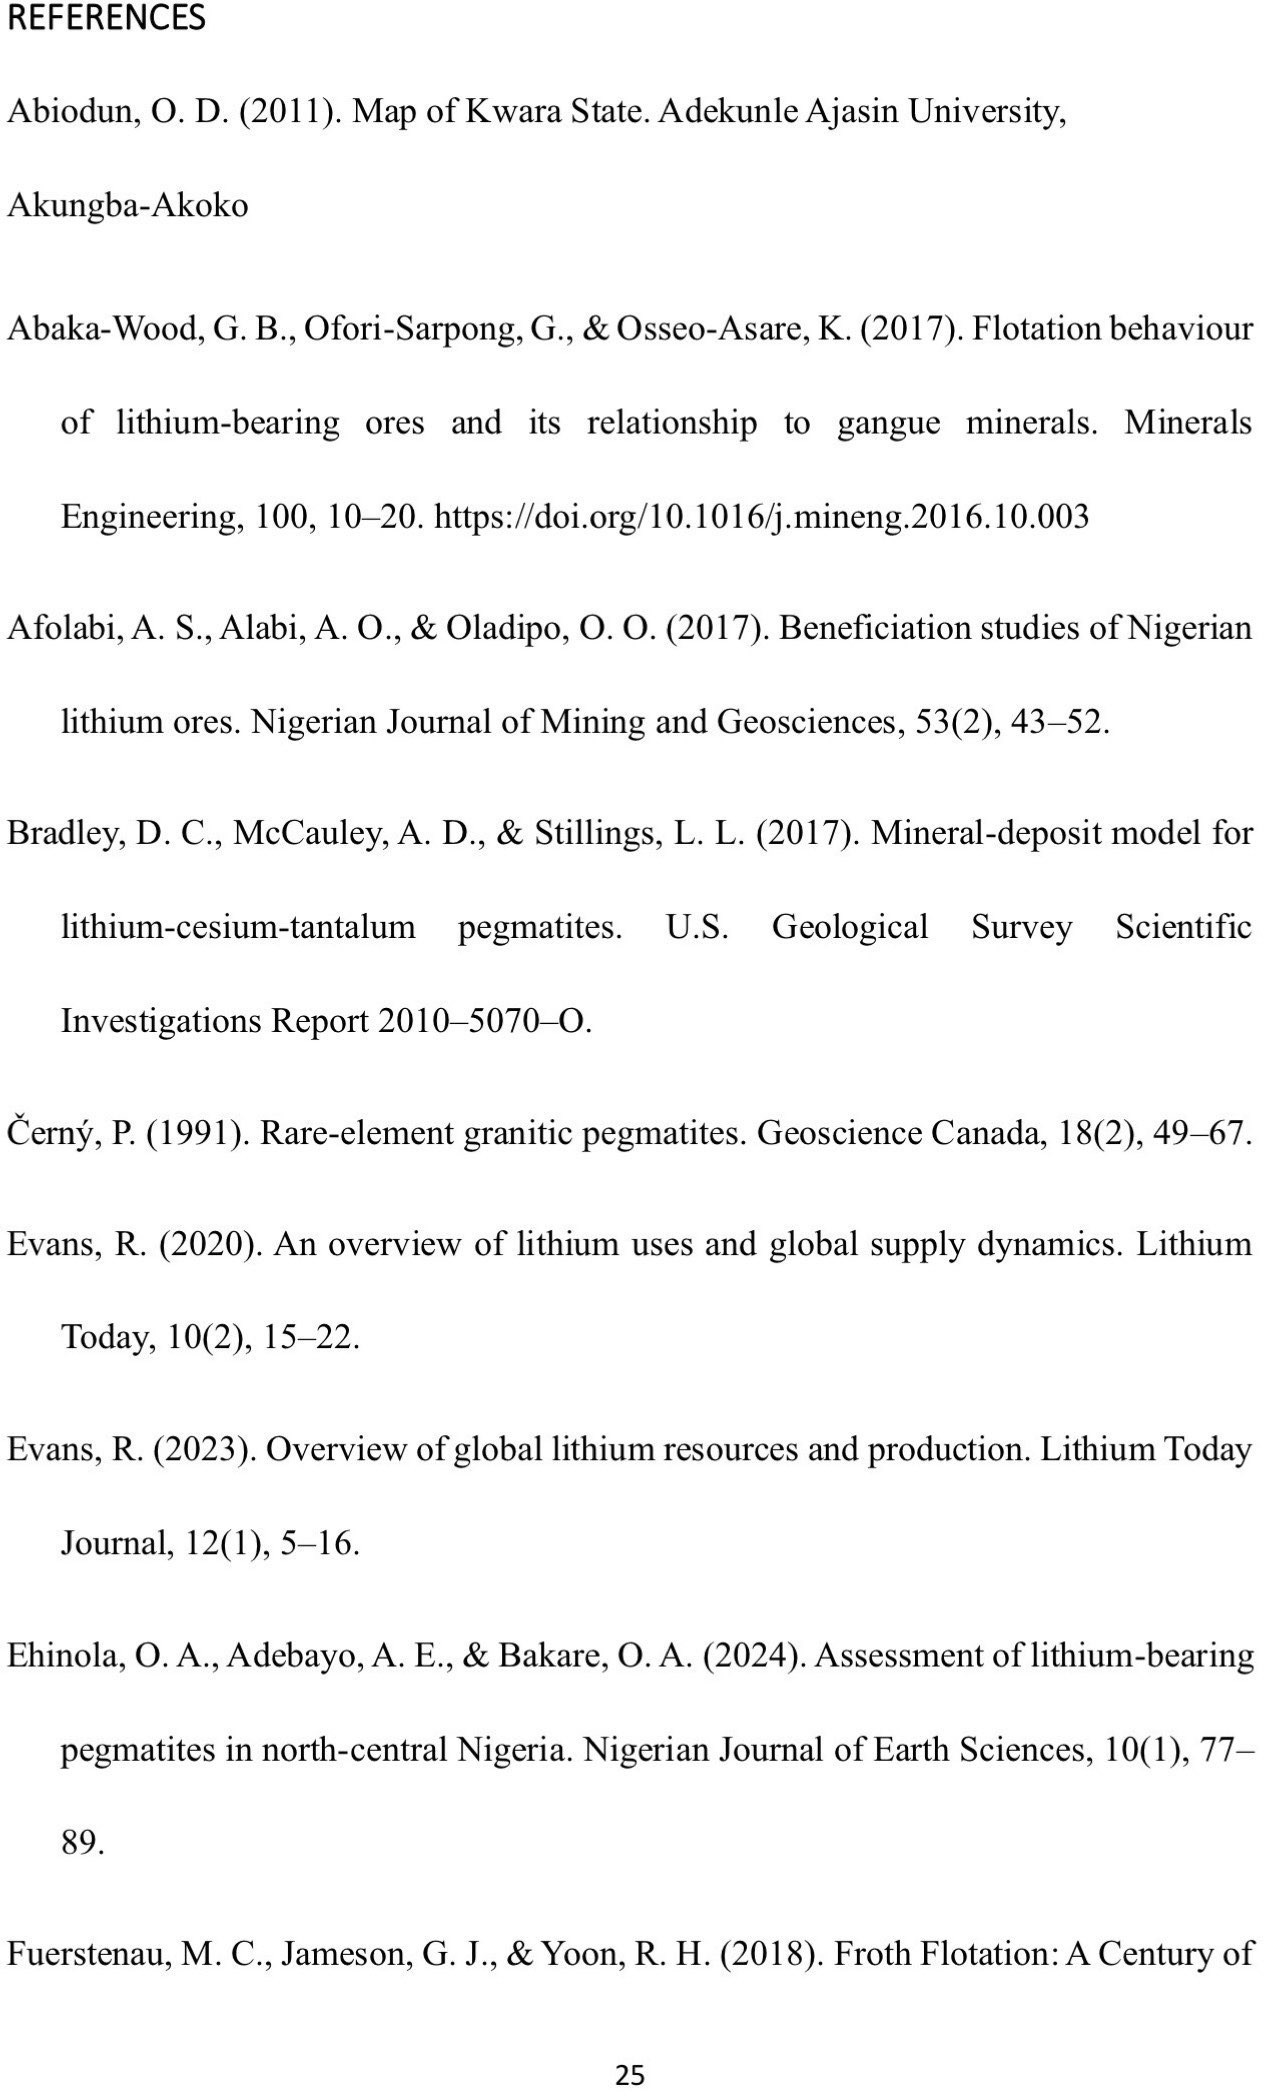 REFERENCES
Abiodun, O. D. (2011). Map of Kwara State. Adekunle Ajasin University,
Akungba-Akoko
Abaka-Wood, G. B., Ofori-Sarpong, G., & Osseo-Asare, K. (2017). Flotation behaviour
of lithium-bearing ores and its relationship to gangue minerals. Minerals
Engineering, 100, 10–20. https://doi.org/10.1016/j.mineng.2016.10.003
Afolabi, A. S., Alabi, A. O., & Oladipo, O. O. (2017). Beneficiation studies of Nigerian
lithium ores. Nigerian Journal of Mining and Geosciences, 53(2), 43–52.
Bradley, D. C., McCauley, A. D., & Stillings, L. L. (2017). Mineral-deposit model for
lithium-cesium-tantalum pegmatites. U.S. Geological Survey Scientific
Investigations Report 2010–5070–O.
Černý, P. (1991). Rare-element granitic pegmatites. Geoscience Canada, 18(2), 49–67.
Evans, R. (2020). An overview of lithium uses and global supply dynamics. Lithium
Today, 10(2), 15–22.
Evans, R. (2023). Overview of global lithium resources and production. Lithium Today
Journal, 12(1), 5–16.
Ehinola, O. A., Adebayo, A. E., & Bakare, O. A. (2024). Assessment of lithium-bearing
pegmatites in north-central Nigeria. Nigerian Journal of Earth Sciences, 10(1), 77–
89.
Fuerstenau, M. C., Jameson, G. J., & Yoon, R. H. (2018). Froth Flotation: A Century of
25